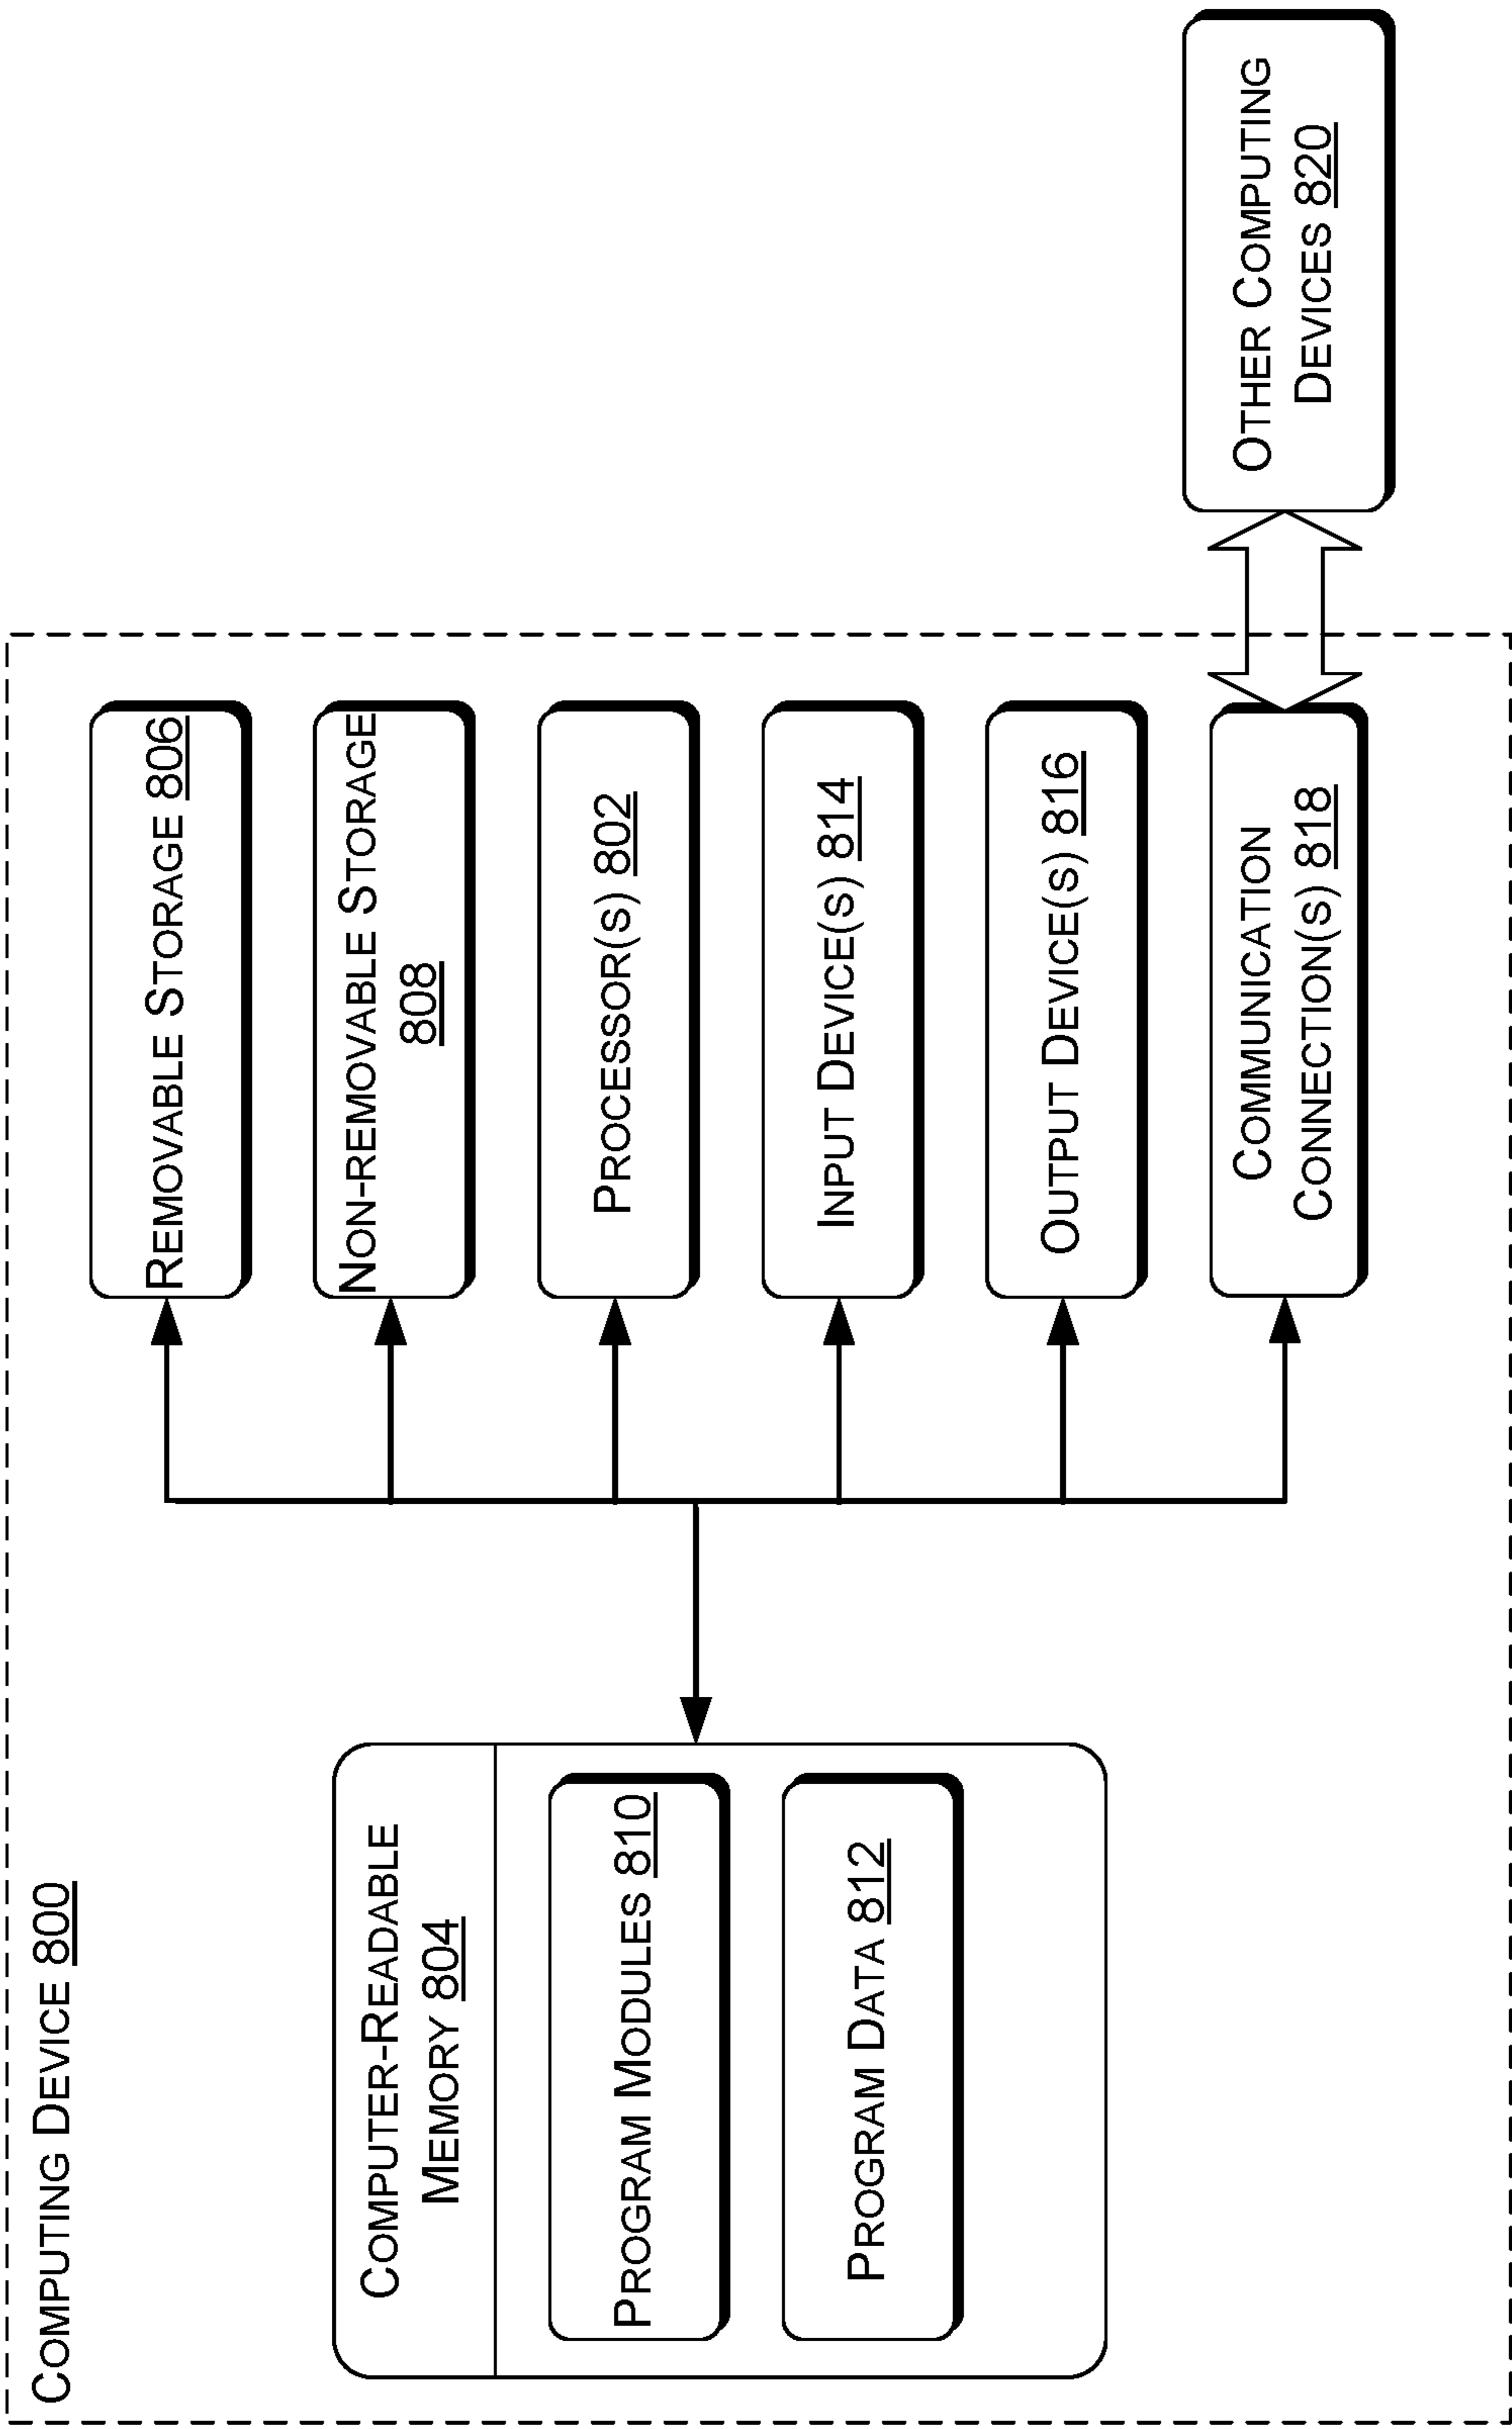 COMPUTING DEVICE 800
COMPUTER-READABLE
MEMORY 804
PROGRAM MODULES 810
PROGRAM DATA 812
REMOVABLE STORAGE 806
NON-REMOVABLE STORAGE
808
PROCESSOR(S) 802
INPUT DEVICE(S) 814
OUTPUT DEVICE(S) 816
COMMUNICATION
CONNECTION(S) 818
OTHER COMPUTING
DEVICES 820